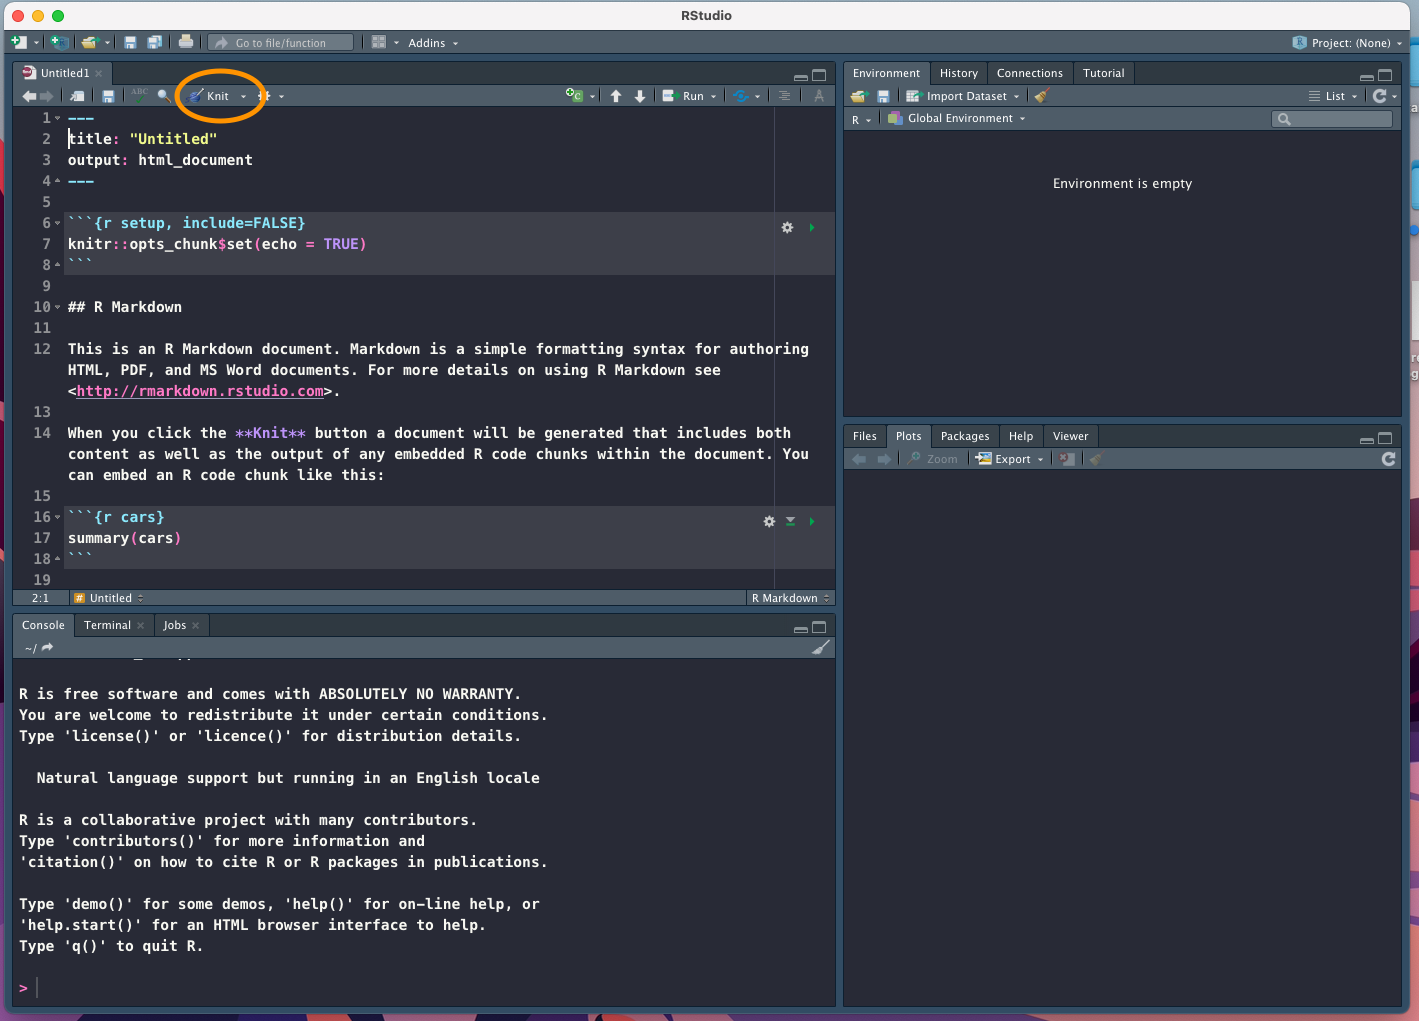 RStudio
Go to file/function
Addins
Project: (None)
Untitled1
ABC
Knit
Run
1 ---
2 title: "Untitled"
3 output: html_document
4 ---
5
6 ```{r setup, include=FALSE}
7 knitr::opts_chunk$set(echo = TRUE)
8 ```
9
10 ## R Markdown
11
12 This is an R Markdown document. Markdown is a simple formatting syntax for authoring
HTML, PDF, and MS Word documents. For more details on using R Markdown see
<http://rmarkdown.rstudio.com>.
13
14 When you click the **Knit** button a document will be generated that includes both
content as well as the output of any embedded R code chunks within the document. You
can embed an R code chunk like this:
15
16 ```{r cars}
17 summary(cars)
18 ```
19
2:1 # Untitled R Markdown
Console Terminal Jobs
~/
R is free software and comes with ABSOLUTELY NO WARRANTY.
You are welcome to redistribute it under certain conditions.
Type 'license()' or 'licence()' for distribution details.
Natural language support but running in an English locale
R is a collaborative project with many contributors.
Type 'contributors()' for more information and
'citation()' on how to cite R or R packages in publications.
Type 'demo()' for some demos, 'help()' for on-line help, or
'help.start()' for an HTML browser interface to help.
Type 'q()' to quit R.
>
Environment History Connections Tutorial
Import Dataset List
R Global Environment
Environment is empty
Files Plots Packages Help Viewer
Zoom Export